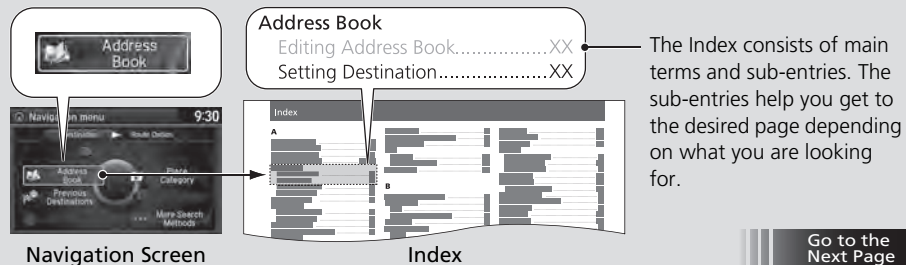 Address
Book
Address Book
Editing Address Book..................XX
Setting Destination......................XX
The Index consists of main
terms and sub-entries. The
sub-entries help you get to
the desired page depending
on what you are looking
for.
Navigation menu 9:30
Route Option
Address
Book
Place
Category
Previous
Destinations
More Search
Methods
Index
A
B
Navigation Screen
Index
Go to the
Next Page